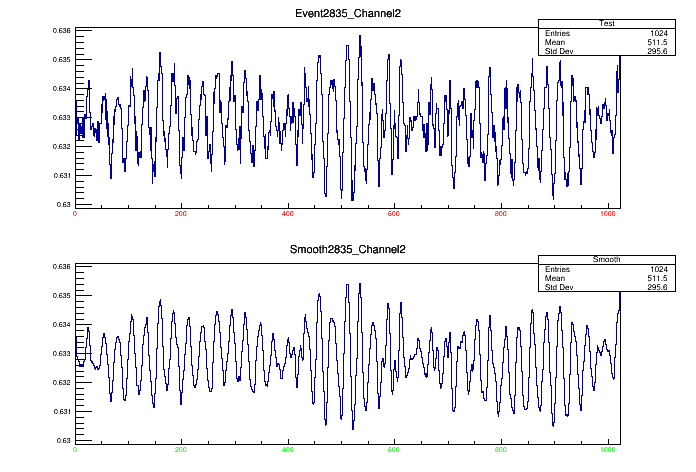 Event2835_Channel2
Test
Entries 1024
Mean 511.5
Std Dev 295.6
0.636
0.635
0.634
0.633
0.632
0.631
0.63
0 200 400 600 800 1000
Smooth2835_Channel2
Smooth
Entries 1024
Mean 511.5
Std Dev 295.6
0.636
0.635
0.634
0.633
0.632
0.631
0.63
0 200 400 600 800 1000